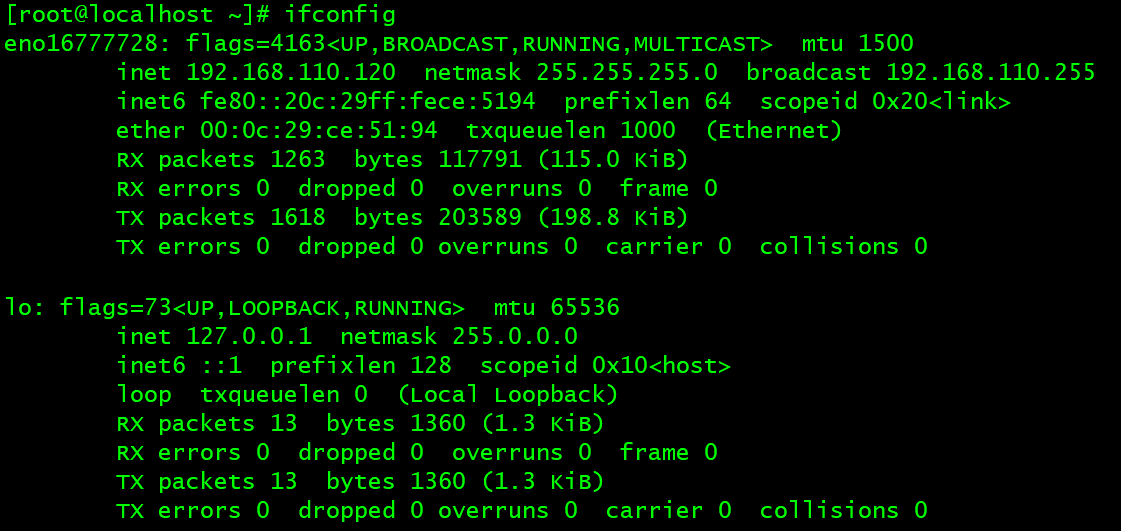 [root@localhost ~]# ifconfig
eno16777728: flags=4163<UP,BROADCAST,RUNNING,MULTICAST>  mtu 1500
        inet 192.168.110.120  netmask 255.255.255.0  broadcast 192.168.110.255
        inet6 fe80::20c:29ff:fece:5194  prefixlen 64  scopeid 0x20<link>
        ether 00:0c:29:ce:51:94  txqueuelen 1000  (Ethernet)
        RX packets 1263  bytes 117791 (115.0 KiB)
        RX errors 0  dropped 0  overruns 0  frame 0
        TX packets 1618  bytes 203589 (198.8 KiB)
        TX errors 0  dropped 0 overruns 0  carrier 0  collisions 0

lo: flags=73<UP,LOOPBACK,RUNNING>  mtu 65536
        inet 127.0.0.1  netmask 255.0.0.0
        inet6 ::1  prefixlen 128  scopeid 0x10<host>
        loop  txqueuelen 0  (Local Loopback)
        RX packets 13  bytes 1360 (1.3 KiB)
        RX errors 0  dropped 0  overruns 0  frame 0
        TX packets 13  bytes 1360 (1.3 KiB)
        TX errors 0  dropped 0 overruns 0  carrier 0  collisions 0